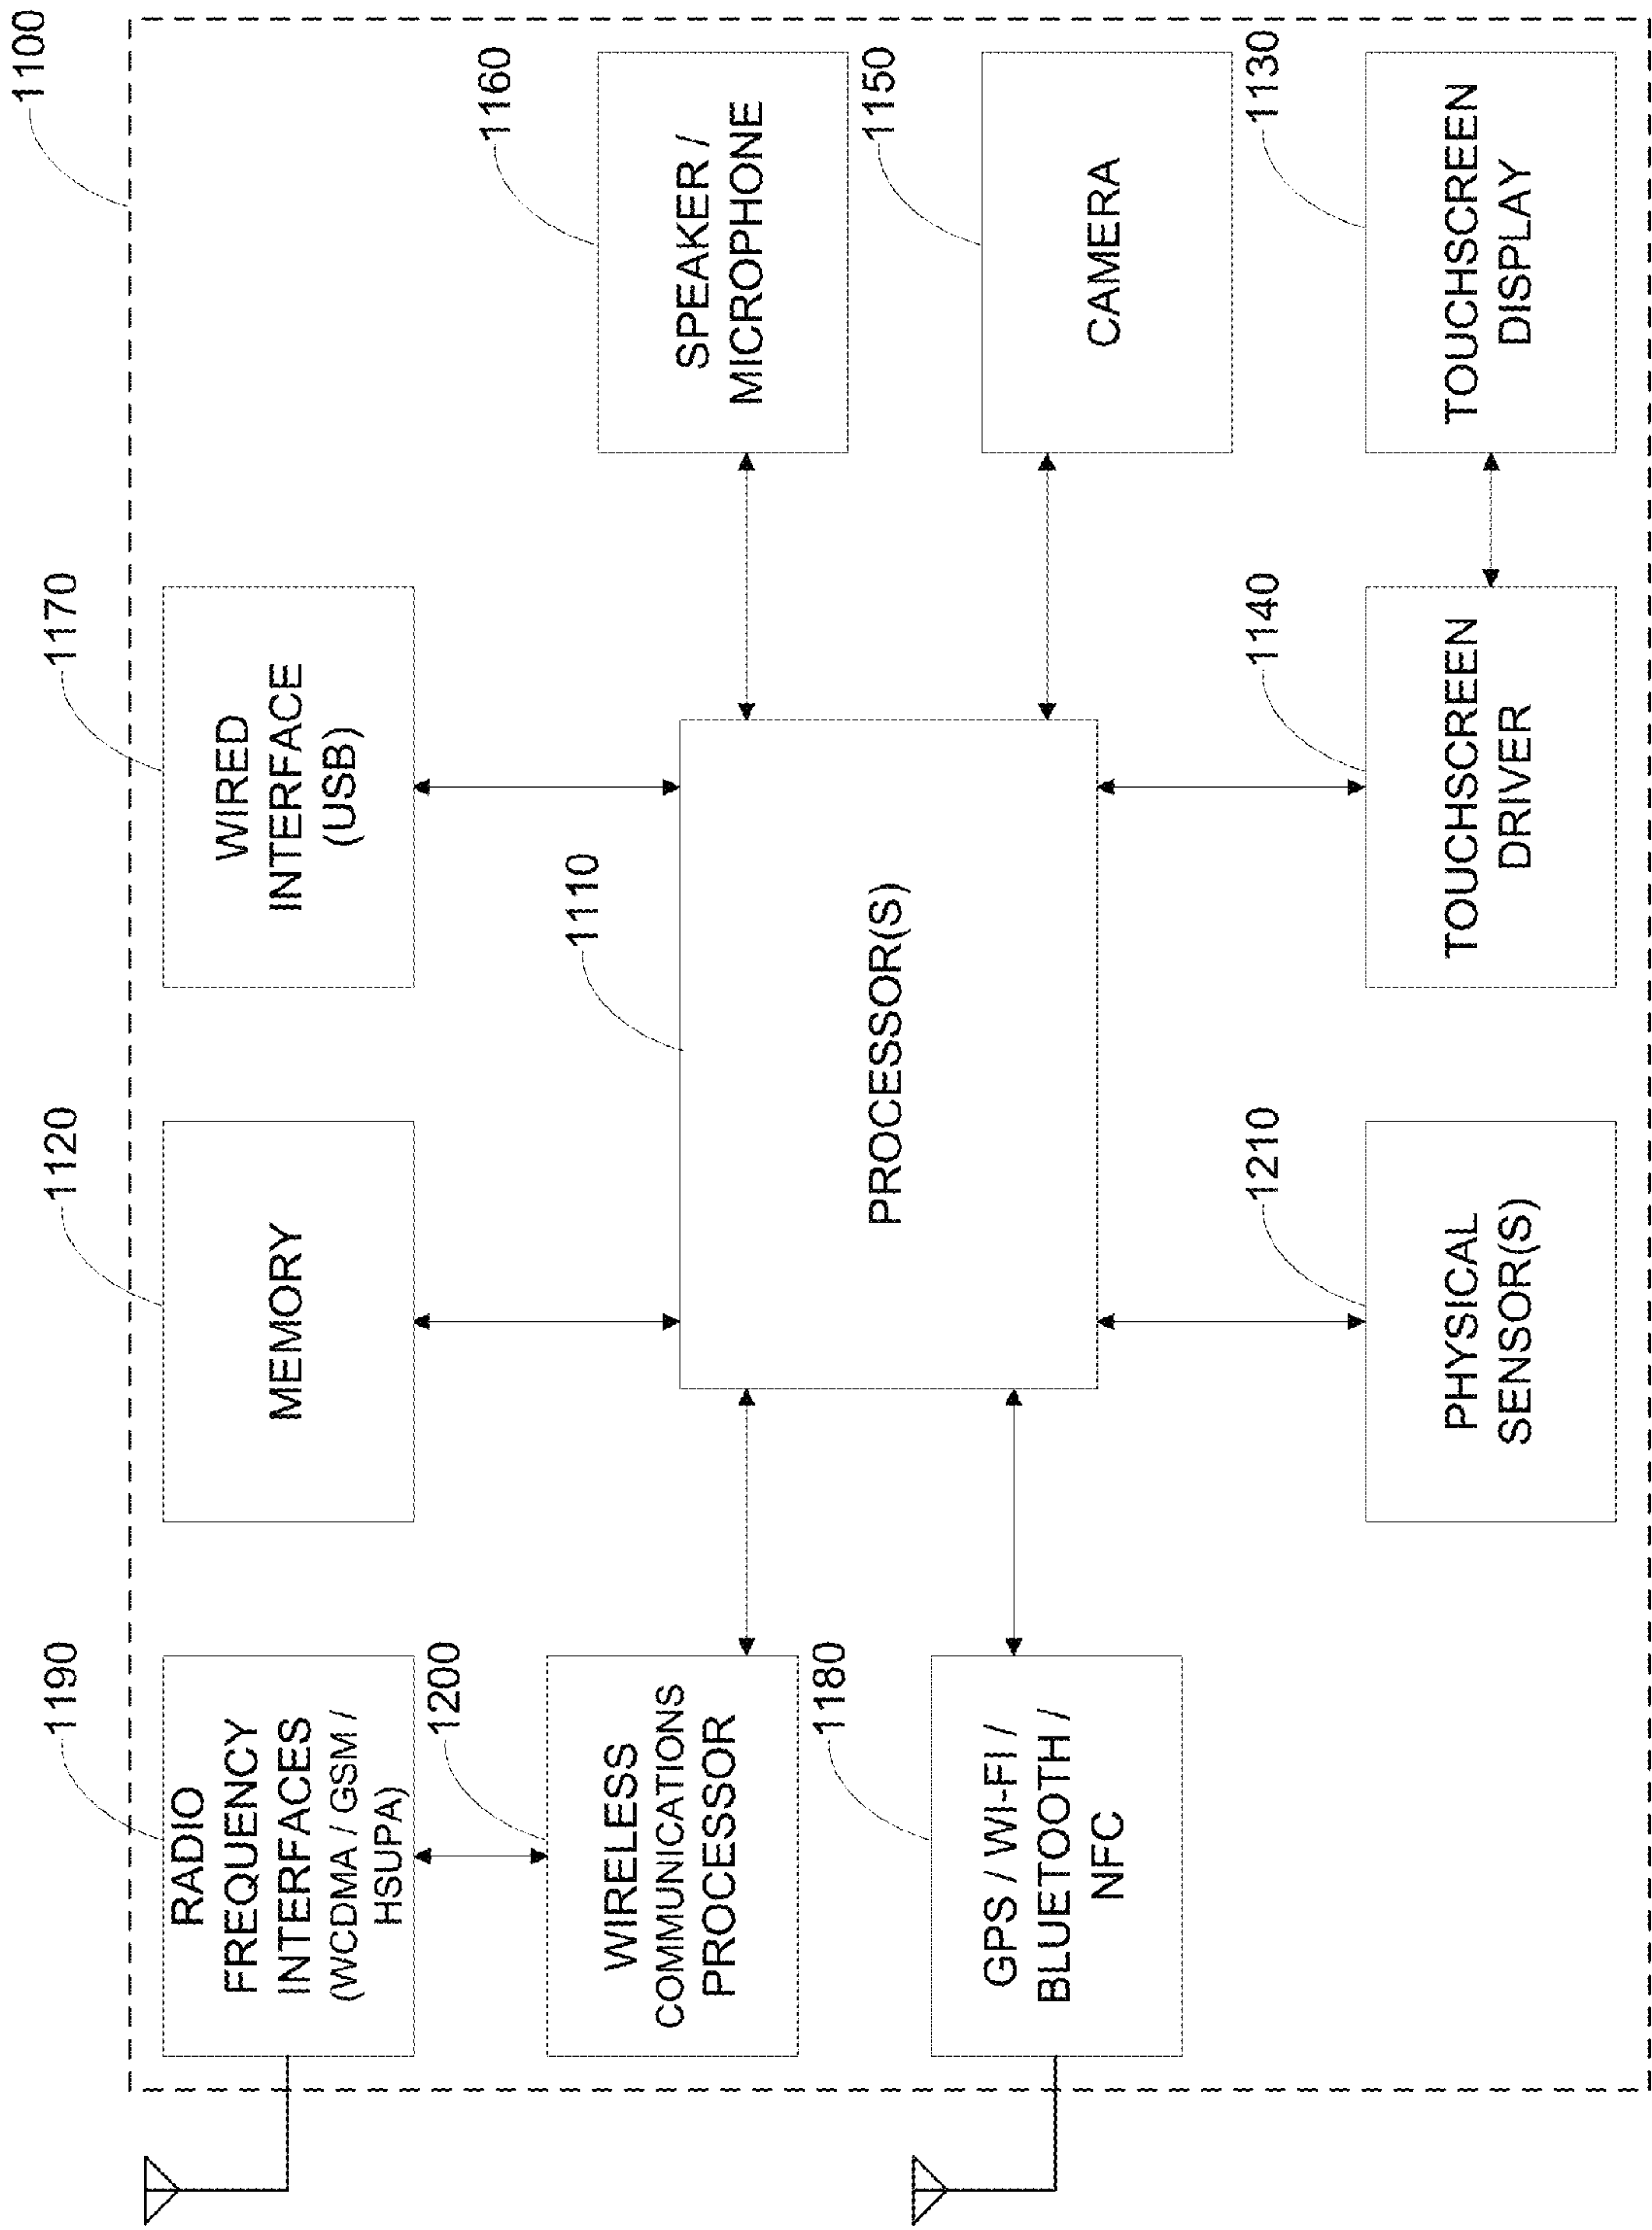 1100
1190
RADIO
FREQUENCY
INTERFACES
(WCDMA / GSM /
HSUPA)
1120
MEMORY
1170
WIRED
INTERFACE
(USB)
1200
WIRELESS
COMMUNICATIONS
PROCESSOR
1110
PROCESSOR(S)
1160
SPEAKER /
MICROPHONE
1180
GPS / WI-FI /
BLUETOOTH /
NFC
1150
CAMERA
1210
PHYSICAL
SENSOR(S)
1140
TOUCHSCREEN
DRIVER
1130
TOUCHSCREEN
DISPLAY